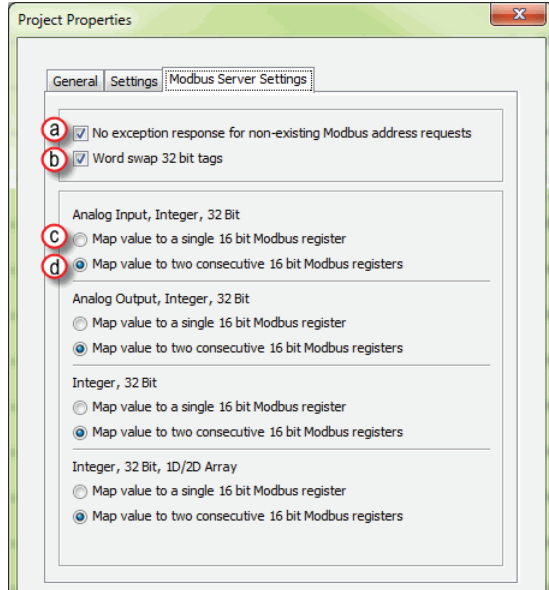 Project Properties
x
General Settings Modbus Server Settings
a No exception response for non-existing Modbus address requests
b Word swap 32 bit tags
Analog Input, Integer, 32 Bit
c Map value to a single 16 bit Modbus register
d Map value to two consecutive 16 bit Modbus registers
Analog Output, Integer, 32 Bit
Map value to a single 16 bit Modbus register
Map value to two consecutive 16 bit Modbus registers
Integer, 32 Bit
Map value to a single 16 bit Modbus register
Map value to two consecutive 16 bit Modbus registers
Integer, 32 Bit, 1D/2D Array
Map value to a single 16 bit Modbus register
Map value to two consecutive 16 bit Modbus registers